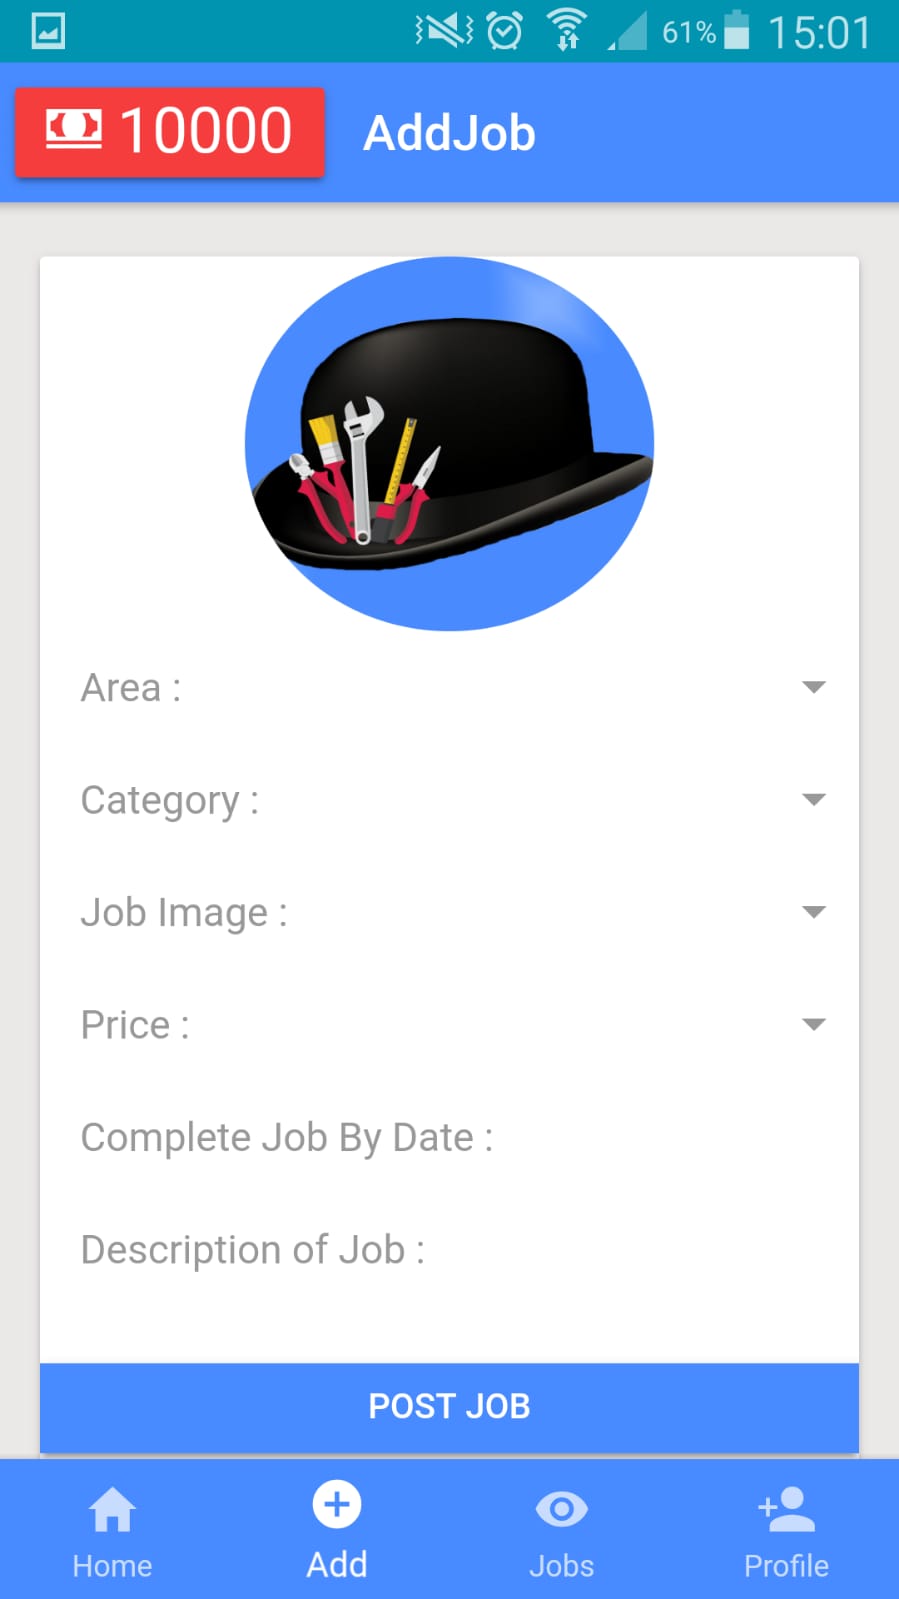 61% 15:01
10000 AddJob
Area :
Category :
Job Image :
Price :
Complete Job By Date :
Description of Job :
POST JOB
Home Add Jobs Profile